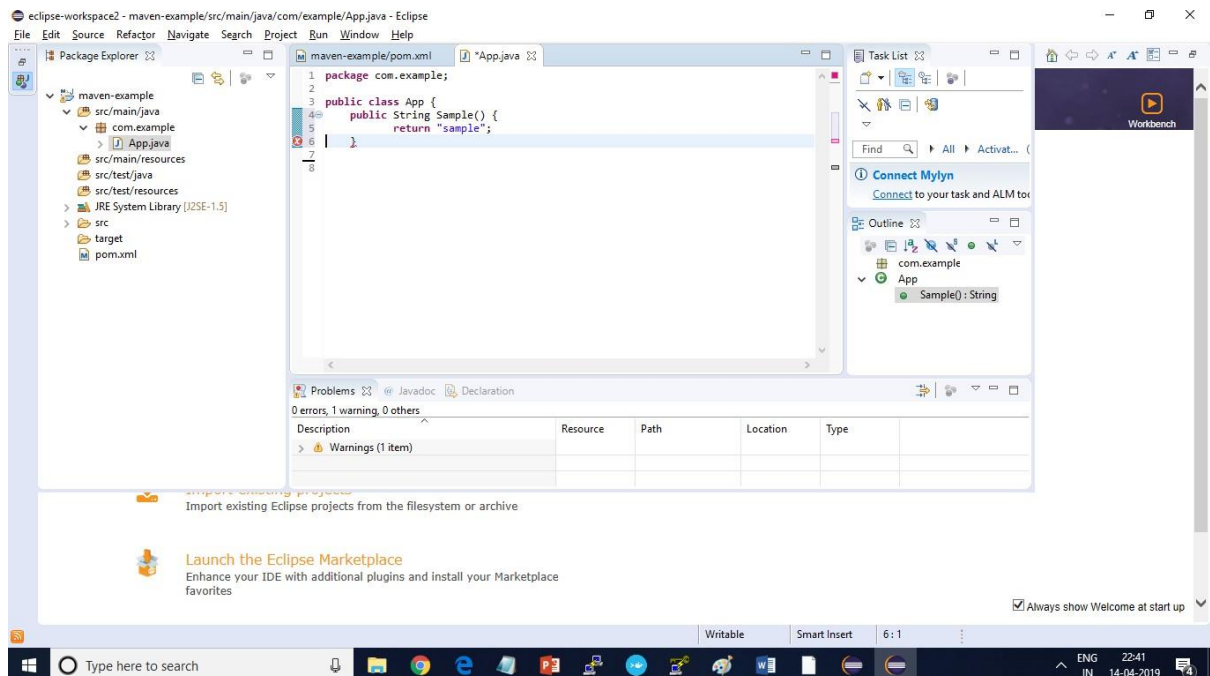 eclipse-workspace2 - maven-example/src/main/java/com/example/App.java - Eclipse
File Edit Source Refactor Navigate Search Project Run Window Help
Package Explorer
maven-example
src/main/java
com.example
App.java
src/main/resources
src/test/java
src/test/resources
JRE System Library [J2SE-1.5]
src
target
pom.xml
maven-example/pom.xml *App.java
1 package com.example;
2
3 public class App {
4 public String Sample() {
5 return "sample";
6 }
7
8
Task List
Find All Activat...
Connect Mylyn
Connect to your task and ALM too
Outline
com.example
App
Sample() : String
Workbench
Problems Javadoc Declaration
0 errors, 1 warning, 0 others
Description Resource Path Location Type
Warnings (1 item)
Import existing projects
Import existing Eclipse projects from the filesystem or archive
Launch the Eclipse Marketplace
Enhance your IDE with additional plugins and install your Marketplace
favorites
Always show Welcome at start up
Writable Smart Insert 6 : 1
Type here to search
ENG
IN
22:41
14-04-2019
4